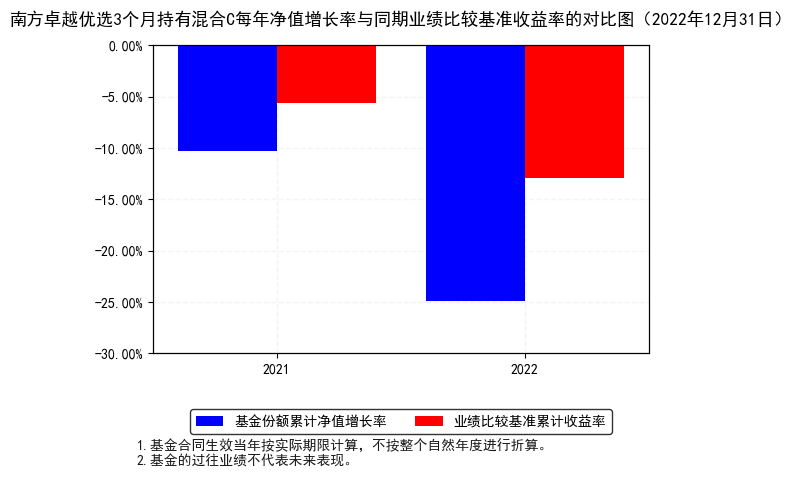 南方卓越优选3个月持有混合C每年净值增长率与同期业绩比较基准收益率的对比图（2022年12月31日）
0.00%
-5.00%
-10.00%
-15.00%
-20.00%
-25.00%
-30.00%
2021 2022
基金份额累计净值增长率 业绩比较基准累计收益率
1.基金合同生效当年按实际期限计算，不按整个自然年度进行折算。
2.基金的过往业绩不代表未来表现。